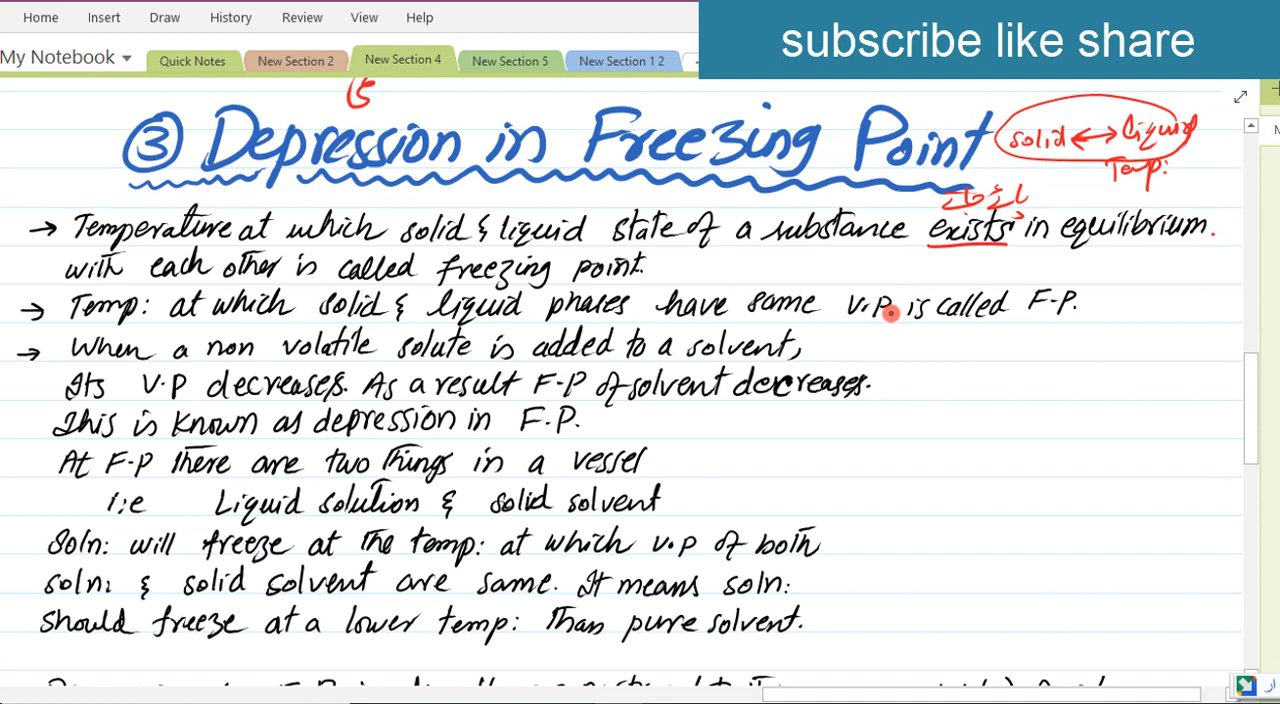 Home Insert Draw History Review View Help
subscribe like share
My Notebook Quick Notes New Section 2 New Section 4 New Section 5 New Section 1 2
③ Depression in Freezing Point
solid ↔ liquid
Temp:
→ Temperature at which solid & liquid state of a substance exists in equilibrium.
with each other is called freezing point.
→ Temp: at which solid & liquid phases have same V.P is called F-P.
→ When a non volatile solute is added to a solvent,
Its V.P decreases. As a result F-P of solvent decreases.
This is known as depression in F.P.
At F-P there are two things in a vessel
i:e Liquid solution & solid solvent
Soln: will freeze at the temp: at which v.p of both
soln: & solid solvent are same. It means soln:
should freeze at a lower temp: than pure solvent.